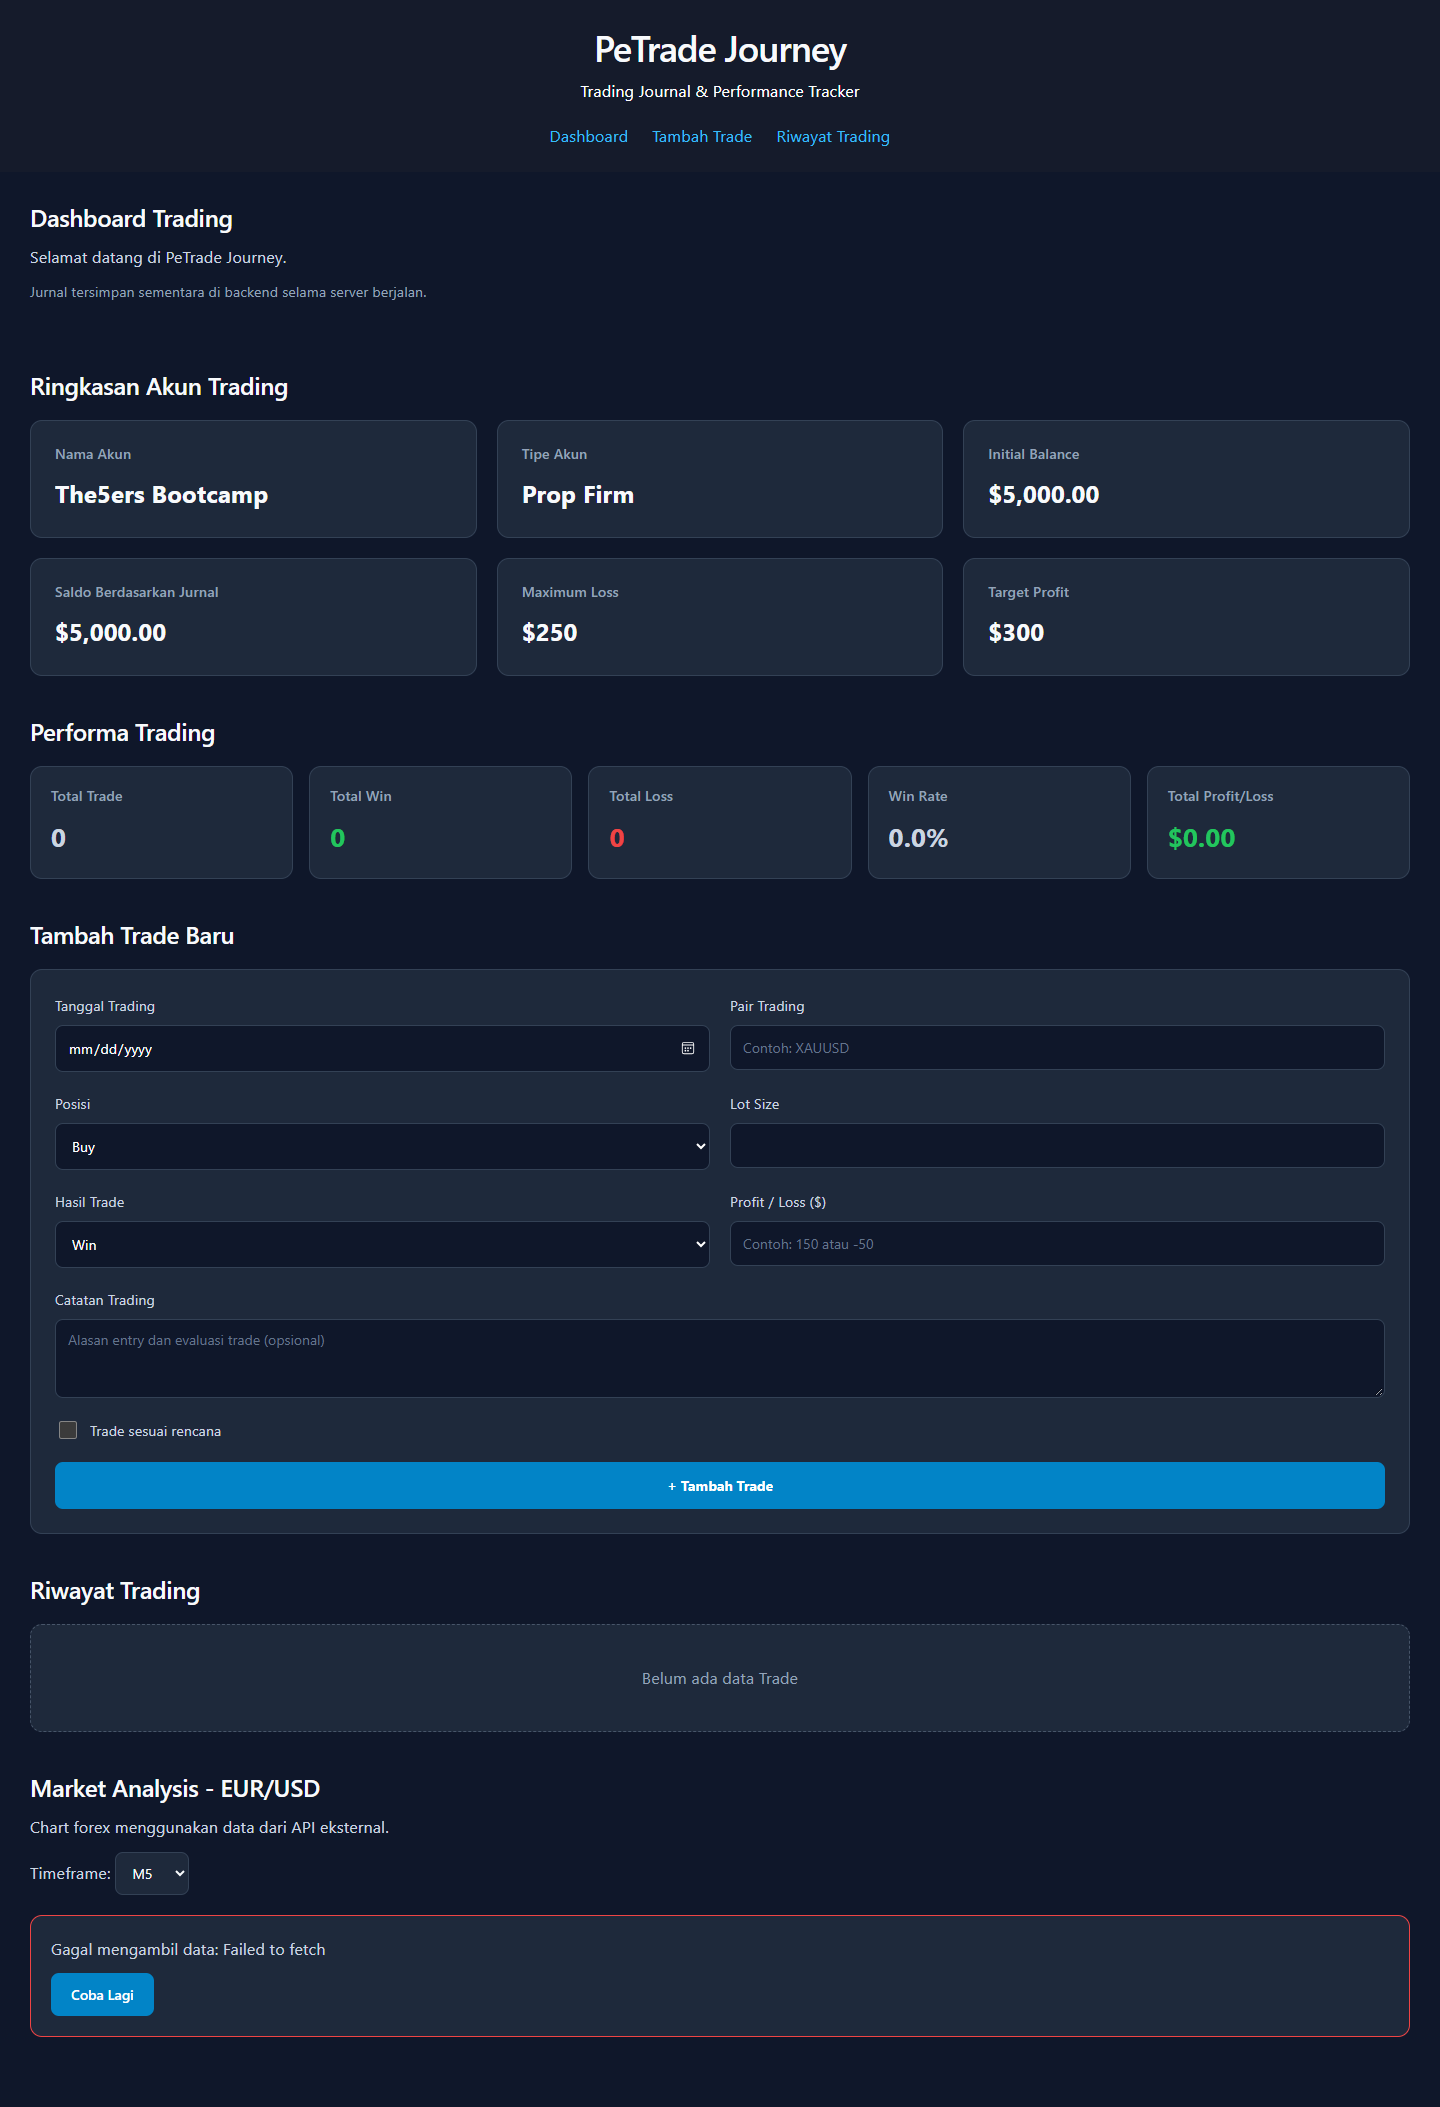 PeTrade Journey
Trading Journal & Performance Tracker
Dashboard Tambah Trade Riwayat Trading
Dashboard Trading
Selamat datang di PeTrade Journey.
Jurnal tersimpan sementara di backend selama server berjalan.
Ringkasan Akun Trading
Nama Akun
The5ers Bootcamp
Tipe Akun
Prop Firm
Initial Balance
$5,000.00
Saldo Berdasarkan Jurnal
$5,000.00
Maximum Loss
$250
Target Profit
$300
Performa Trading
Total Trade
0
Total Win
0
Total Loss
0
Win Rate
0.0%
Total Profit/Loss
$0.00
Tambah Trade Baru
Tanggal Trading
mm/dd/yyyy
Pair Trading
Contoh: XAUUSD
Posisi
Buy
Lot Size
Hasil Trade
Win
Profit / Loss ($)
Contoh: 150 atau -50
Catatan Trading
Alasan entry dan evaluasi trade (opsional)
Trade sesuai rencana
+ Tambah Trade
Riwayat Trading
Belum ada data Trade
Market Analysis - EUR/USD
Chart forex menggunakan data dari API eksternal.
Timeframe: M5
Gagal mengambil data: Failed to fetch
Coba Lagi